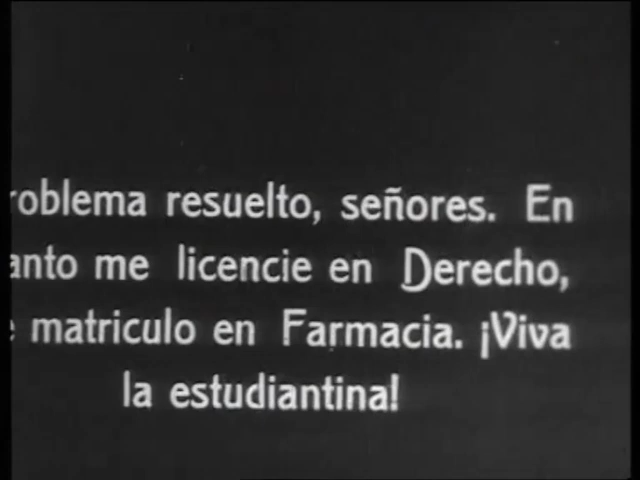 roblema resuelto, señores. En
anto me licencie en Derecho,
e matriculo en Farmacia. ¡Viva
la estudiantina!